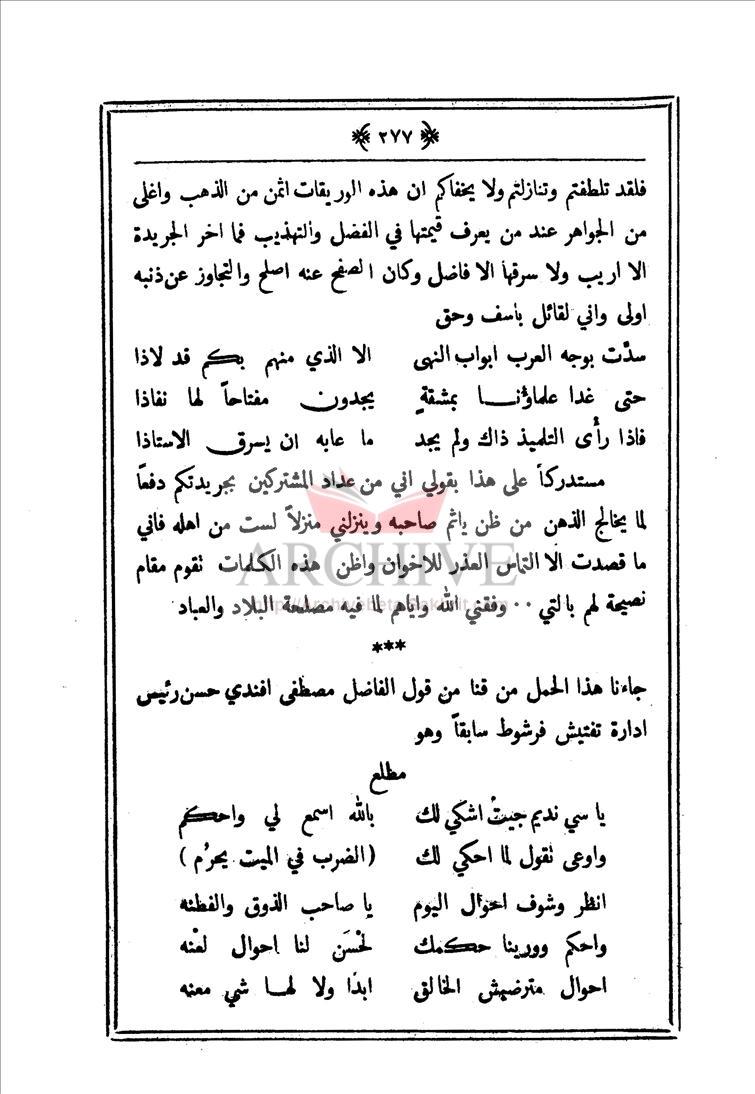 ٢٧٧
فلقد تلطفتم وتنازلتم ولا يخفاكم ان هذه الوريقات اثمن من الذهب واغلى
من الجواهر عند من يعرف قيمتها في الفضل والتهذيب فما اخر الجريدة
الا اريب ولا سرقها الا فاضل وكان الصفح عنه اصلح والتجاوز عن ذنبه
اولى واني لقائل باسف وحق
سدَّت بوجه العرب ابواب النهى الا الذي منهم بكم قد لاذا
حتى غدا علماؤنا بمشقةٍ يجدون مفتاحاً لها نفاذا
فاذا رأى التلميذ ذاك ولم يجد ما عابه ان يسرق الاستاذا
مستدركاً على هذا بقولي اني من عداد المشتركين بجريدتكم دفعاً
لما يخالج الذهن من ظن ياثم صاحبه وينزلني منزلاً لست من اهله فاني
ما قصدت الا التماس العذر للاخوان واظن هذه الكلمات تقوم مقام
نصيحة لهم بالتي ٠٠ وفقني الله واياهم لما فيه مصلحة البلاد والعباد
***
جاءنا هذا الحمل من قنا من قول الفاضل مصطفى افندي حسن رئيس
ادارة تفتيش فرشوط سابقاً وهو
مطلع
يا سي نديم جيتُ اشكي لك بالله اسمع لي واحكم
واوعى تقول لما احكي لك (الضرب في الميت يحرُم)
انظر وشوف احوال اليوم يا صاحب الذوق والفطنه
واحكم وورينا حكمك لحْسَن لنا احوال لعْنه
احوال مترضيش الخالق ابدًا ولا لها شي معنه
ARCHIVE